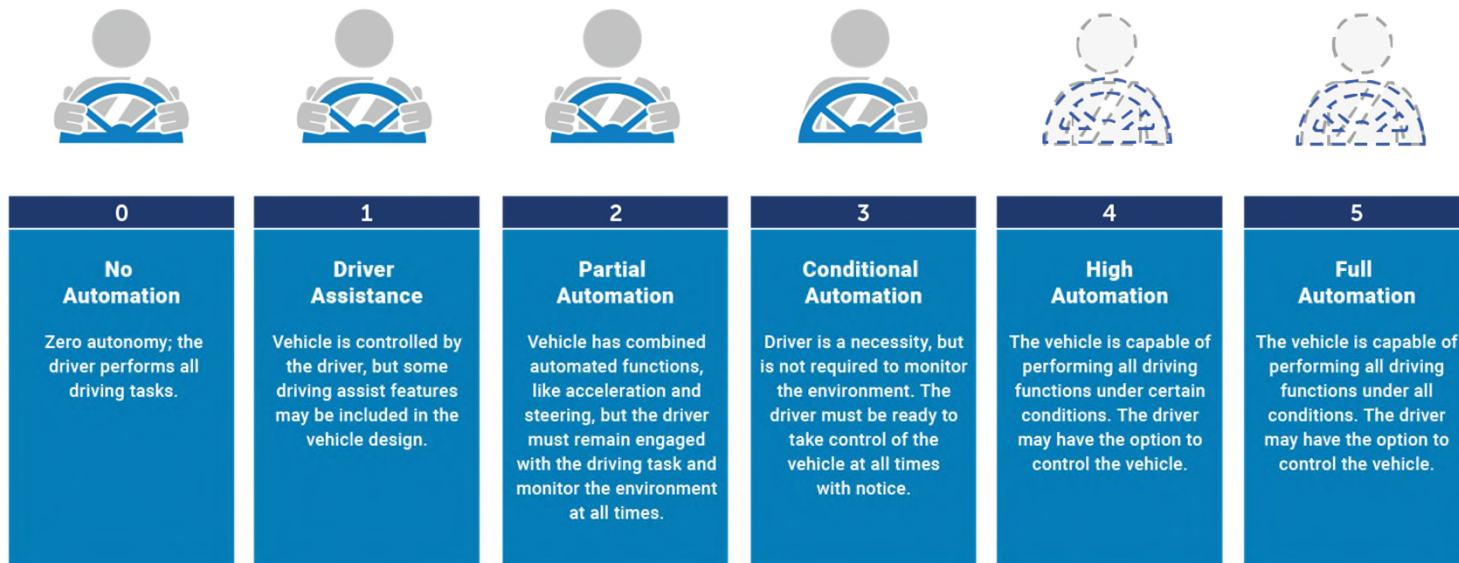 0
No
Automation
Zero autonomy; the
driver performs all
driving tasks.
1
Driver
Assistance
Vehicle is controlled by
the driver, but some
driving assist features
may be included in the
vehicle design.
2
Partial
Automation
Vehicle has combined
automated functions,
like acceleration and
steering, but the driver
must remain engaged
with the driving task and
monitor the environment
at all times.
3
Conditional
Automation
Driver is a necessity, but
is not required to monitor
the environment. The
driver must be ready to
take control of the
vehicle at all times
with notice.
4
High
Automation
The vehicle is capable of
performing all driving
functions under certain
conditions. The driver
may have the option to
control the vehicle.
5
Full
Automation
The vehicle is capable of
performing all driving
functions under all
conditions. The driver
may have the option to
control the vehicle.